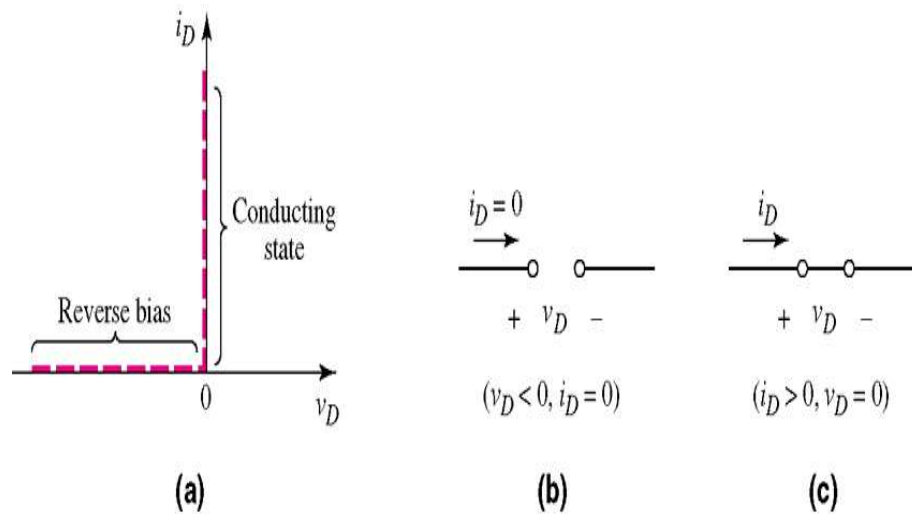 i_D
Conducting
state
Reverse bias
0
v_D
(a)
i_D = 0
+ v_D −
(v_D < 0, i_D = 0)
(b)
i_D
+ v_D −
(i_D > 0, v_D = 0)
(c)